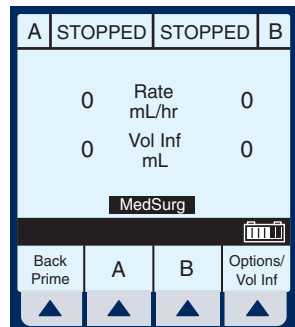 A STOPPED STOPPED B
0 Rate 0
mL/hr
0 Vol Inf 0
mL
MedSurg
Back Prime
A
B
Options/ Vol Inf